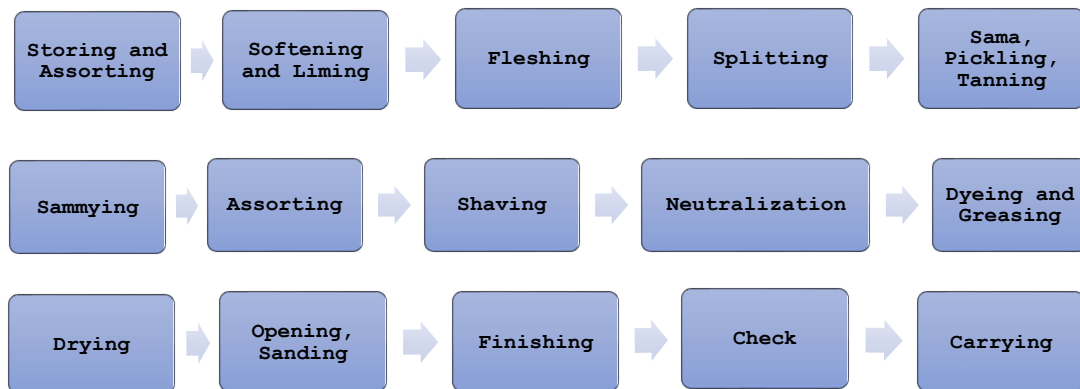 Storing and
Assorting
Softening
and Liming
Fleshing
Splitting
Sama,
Pickling,
Tanning
Sammying
Assorting
Shaving
Neutralization
Dyeing and
Greasing
Drying
Opening,
Sanding
Finishing
Check
Carrying